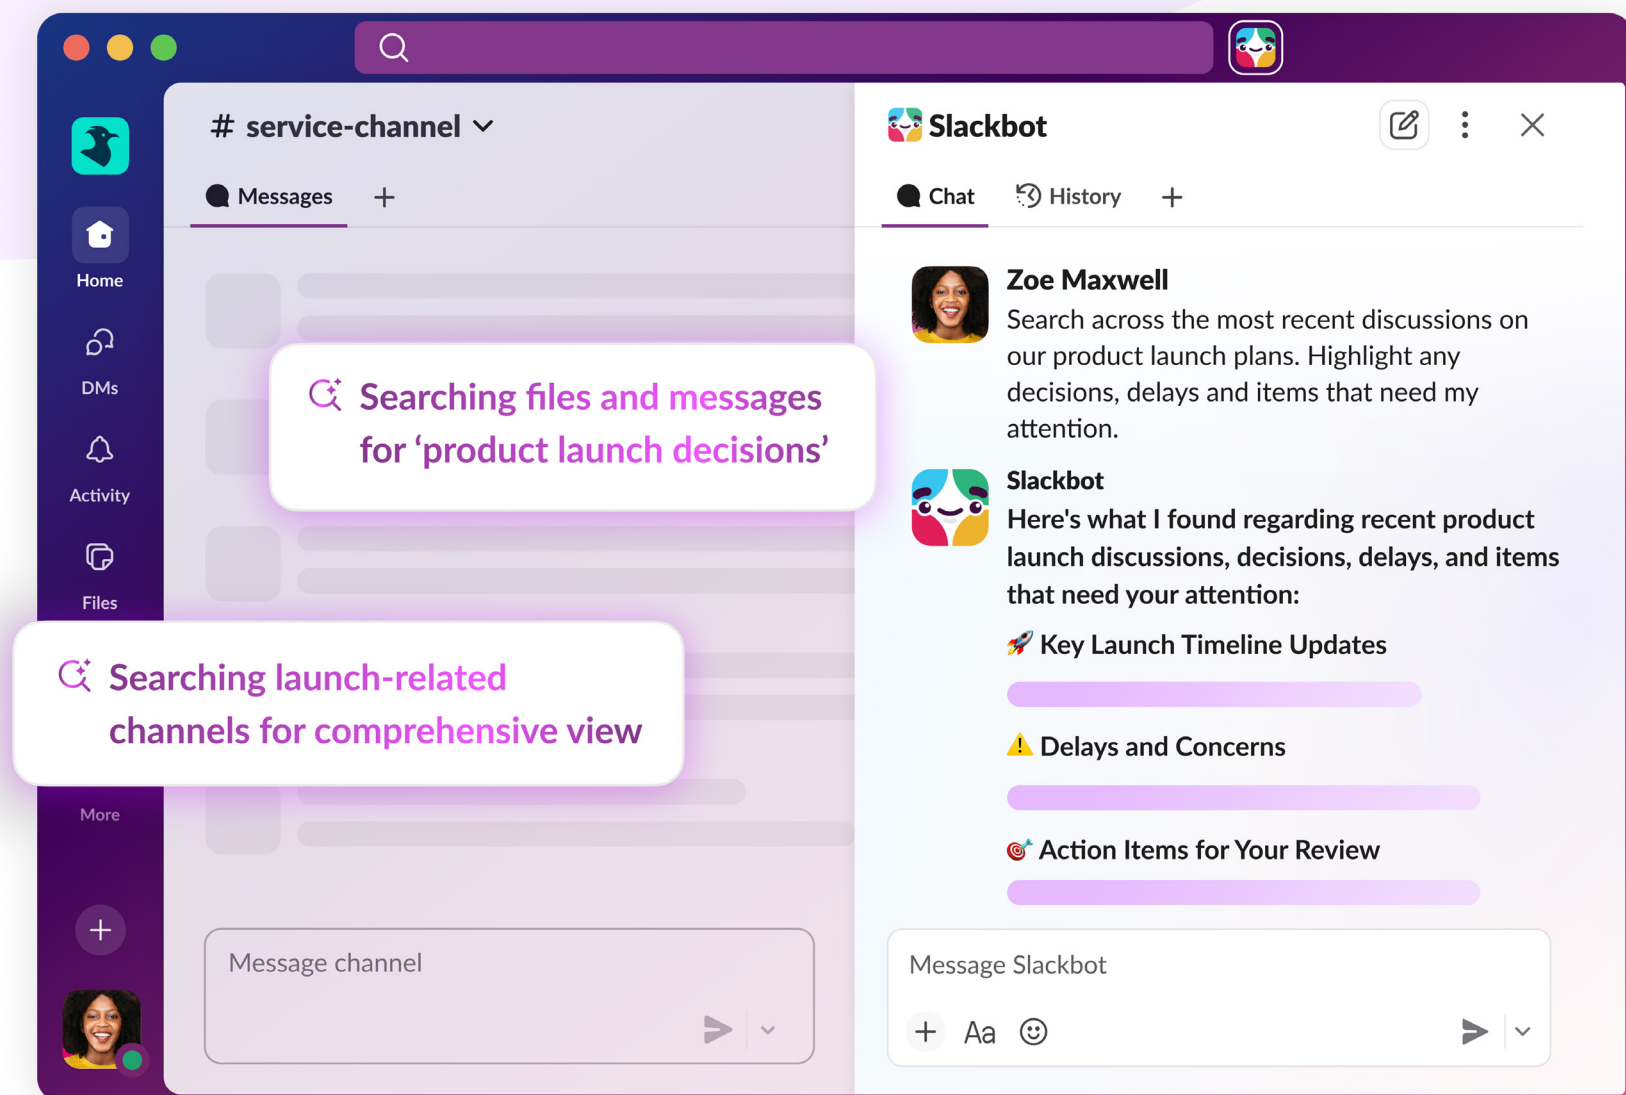 # service-channel
Messages
Home
DMs
Activity
Files
More
Searching files and messages
for ‘product launch decisions’
Searching launch-related
channels for comprehensive view
Message channel
Slackbot
Chat
History
Zoe Maxwell
Search across the most recent discussions on
our product launch plans. Highlight any
decisions, delays and items that need my
attention.
Slackbot
Here's what I found regarding recent product
launch discussions, decisions, delays, and items
that need your attention:
🚀 Key Launch Timeline Updates
⚠️ Delays and Concerns
🎯 Action Items for Your Review
Message Slackbot
Aa